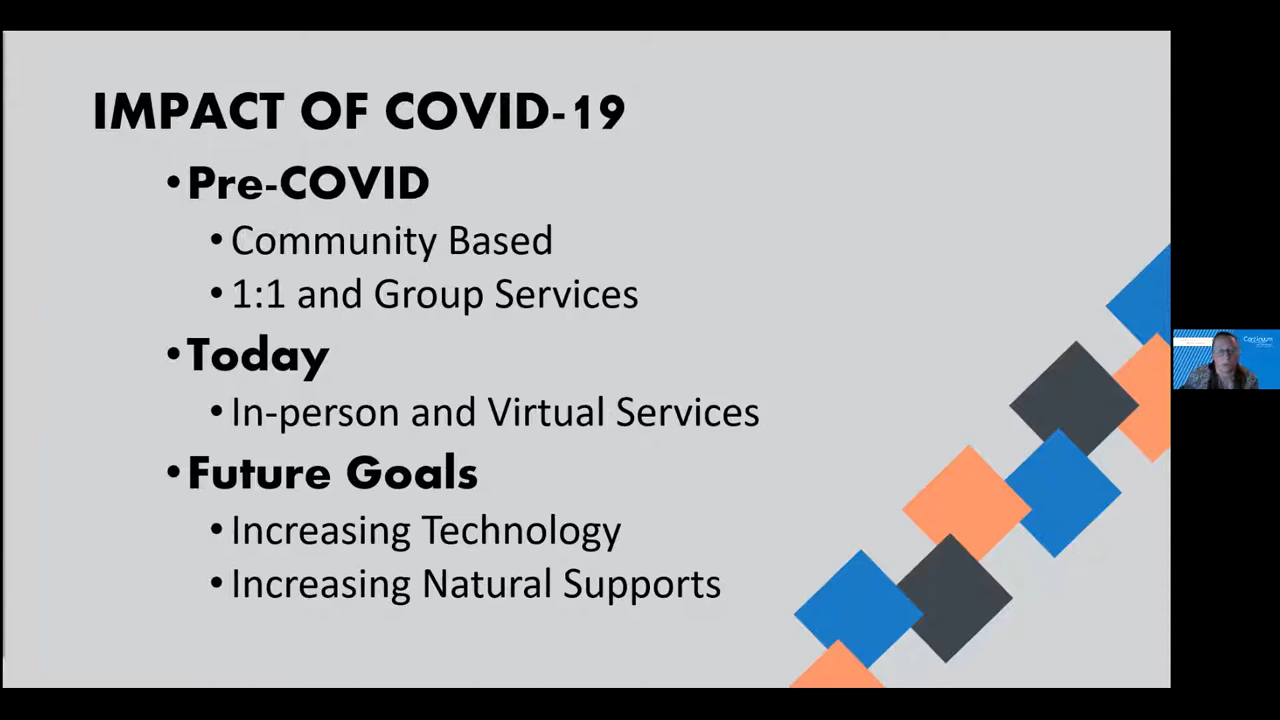 IMPACT OF COVID-19
•Pre-COVID
•Community Based
•1:1 and Group Services
•Today
•In-person and Virtual Services
•Future Goals
•Increasing Technology
•Increasing Natural Supports